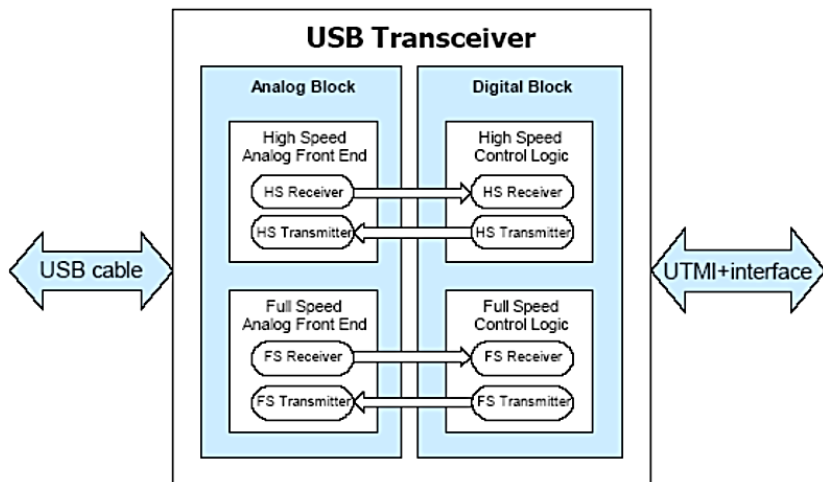 USB Transceiver
Analog Block
Digital Block
High Speed
Analog Front End
HS Receiver
HS Transmitter
High Speed
Control Logic
HS Receiver
HS Transmitter
USB cable
UTMI+interface
Full Speed
Analog Front End
FS Receiver
FS Transmitter
Full Speed
Control Logic
FS Receiver
FS Transmitter